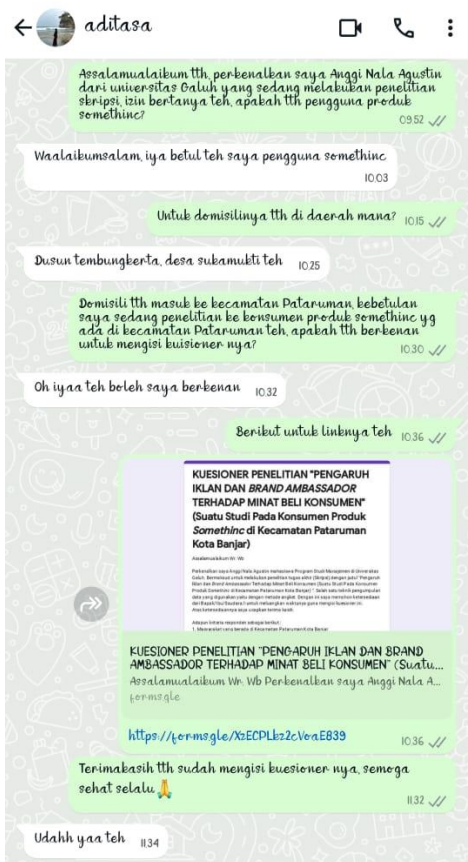 aditasa
Assalamualaikum tth, perkenalkan saya Anggi Nala Agustin
dari universitas Galuh yang sedang melakukan penelitian
skripsi, izin bertanya teh, apakah tth pengguna produk
somethinc?
09.52
Waalaikumsalam, iya betul teh saya pengguna somethinc
10.03
Untuk domisilinya tth di daerah mana? 10.15
Dusun tembungkerta, desa sukamukti teh 10.25
Domisili tth masuk ke kecamatan Pataruman, kebetulan
saya sedang penelitian ke konsumen produk somethinc yg
ada di kecamatan Pataruman teh, apakah tth berkenan
untuk mengisi kuisioner nya?
10.30
Oh iyaa teh boleh saya berkenan 10.32
Berikut untuk linknya teh 10.36
KUESIONER PENELITIAN "PENGARUH
IKLAN DAN BRAND AMBASSADOR
TERHADAP MINAT BELI KONSUMEN"
(Suatu Studi Pada Konsumen Produk
Somethinc di Kecamatan Pataruman
Kota Banjar)
Assalamualaikum Wr. Wb
KUESIONER PENELITIAN "PENGARUH IKLAN DAN BRAND
AMBASSADOR TERHADAP MINAT BELI KONSUMEN" (Suatu...
Assalamualaikum Wr. Wb Perkenalkan saya Anggi Nala A...
forms.gle
10.36
Terimakasih tth sudah mengisi kuesioner nya, semoga
sehat selalu 🙏
11.32
Udahh yaa teh 11.34